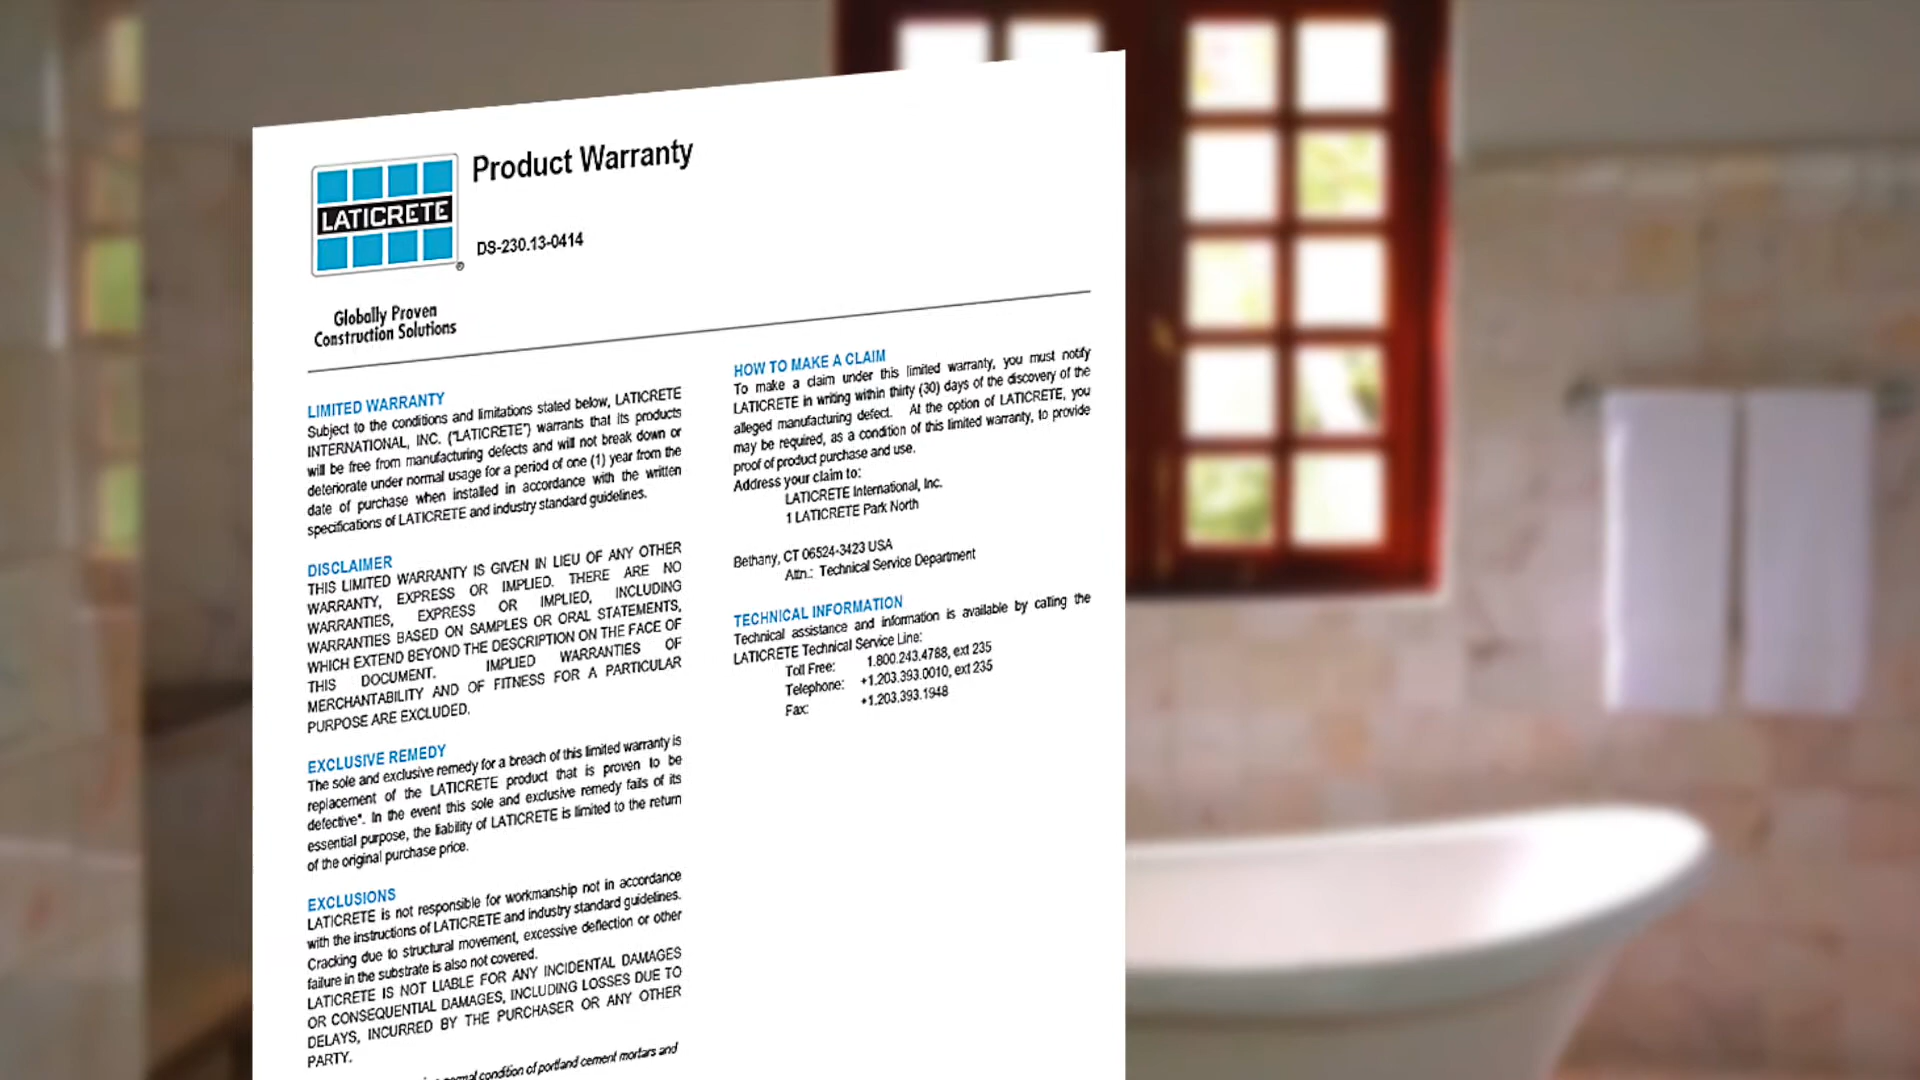 LATICRETE
®
Globally Proven
Construction Solutions
Product Warranty
DS-230.13-0414
LIMITED WARRANTY
Subject to the conditions and limitations stated below, LATICRETE
INTERNATIONAL, INC. ("LATICRETE") warrants that its products
will be free from manufacturing defects and will not break down or
deteriorate under normal usage for a period of one (1) year from the
date of purchase when installed in accordance with the written
specifications of LATICRETE and industry standard guidelines.
DISCLAIMER
THIS LIMITED WARRANTY IS GIVEN IN LIEU OF ANY OTHER
WARRANTY, EXPRESS OR IMPLIED. THERE ARE NO
WARRANTIES, EXPRESS OR IMPLIED, INCLUDING
WARRANTIES BASED ON SAMPLES OR ORAL STATEMENTS,
WHICH EXTEND BEYOND THE DESCRIPTION ON THE FACE OF
THIS DOCUMENT. IMPLIED WARRANTIES OF
MERCHANTABILITY AND OF FITNESS FOR A PARTICULAR
PURPOSE ARE EXCLUDED.
EXCLUSIVE REMEDY
The sole and exclusive remedy for a breach of this limited warranty is
replacement of the LATICRETE product that is proven to be
defective*. In the event this sole and exclusive remedy fails of its
essential purpose, the liability of LATICRETE is limited to the return
of the original purchase price.
EXCLUSIONS
LATICRETE is not responsible for workmanship not in accordance
with the instructions of LATICRETE and industry standard guidelines.
Cracking due to structural movement, excessive deflection or other
failure in the substrate is also not covered.
LATICRETE IS NOT LIABLE FOR ANY INCIDENTAL DAMAGES
OR CONSEQUENTIAL DAMAGES, INCLUDING LOSSES DUE TO
DELAYS, INCURRED BY THE PURCHASER OR ANY OTHER
PARTY.
normal condition of portland cement mortars and
HOW TO MAKE A CLAIM
To make a claim under this limited warranty, you must notify
LATICRETE in writing within thirty (30) days of the discovery of the
alleged manufacturing defect. At the option of LATICRETE, you
may be required, as a condition of this limited warranty, to provide
proof of product purchase and use.
Address your claim to:
LATICRETE International, Inc.
1 LATICRETE Park North
Bethany, CT 06524-3423 USA
Attn.: Technical Service Department
TECHNICAL INFORMATION
Technical assistance and information is available by calling the
LATICRETE Technical Service Line:
Toll Free: 1.800.243.4788, ext 235
Telephone: +1.203.393.0010, ext 235
Fax: +1.203.393.1948